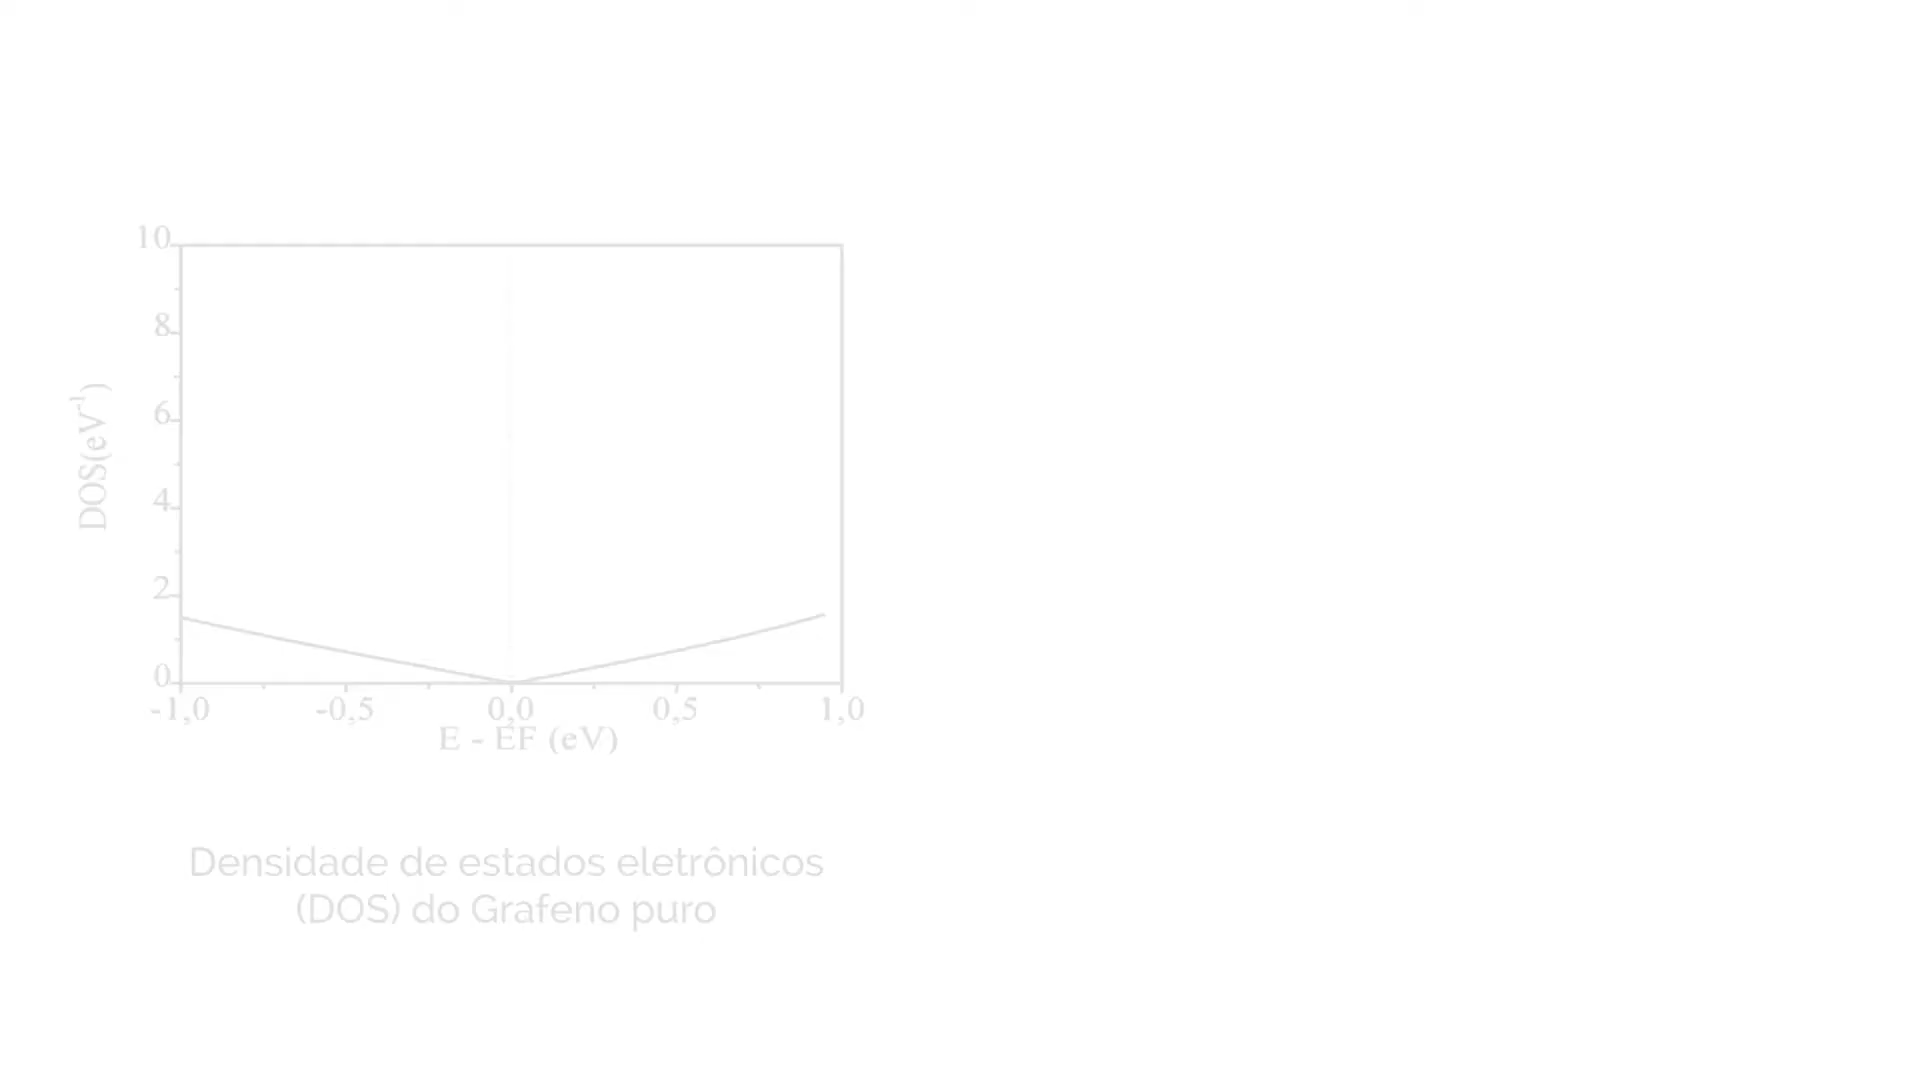 10
8
6
4
2
0
DOS(eV⁻¹)
-1,0 -0,5 0,0 0,5 1,0
E - EF (eV)
Densidade de estados eletrônicos
(DOS) do Grafeno puro